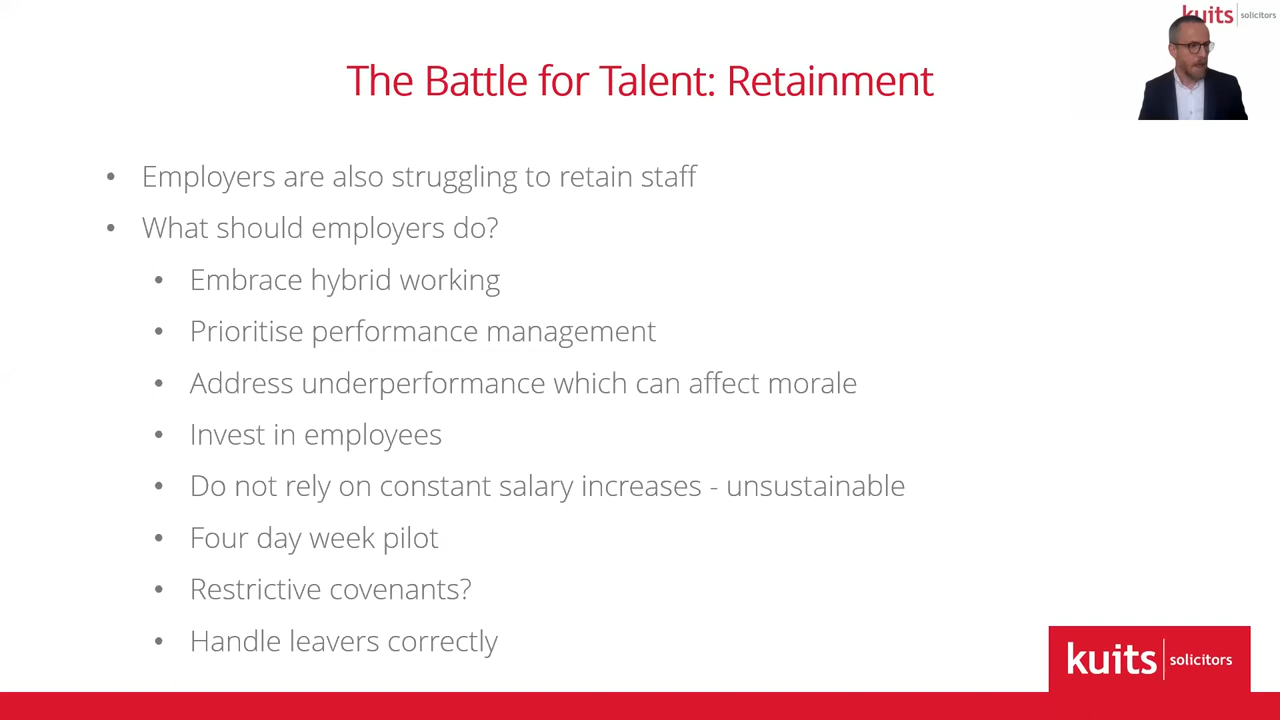 kuits solicitors
The Battle for Talent: Retainment
• Employers are also struggling to retain staff
• What should employers do?
• Embrace hybrid working
• Prioritise performance management
• Address underperformance which can affect morale
• Invest in employees
• Do not rely on constant salary increases - unsustainable
• Four day week pilot
• Restrictive covenants?
• Handle leavers correctly
kuits solicitors